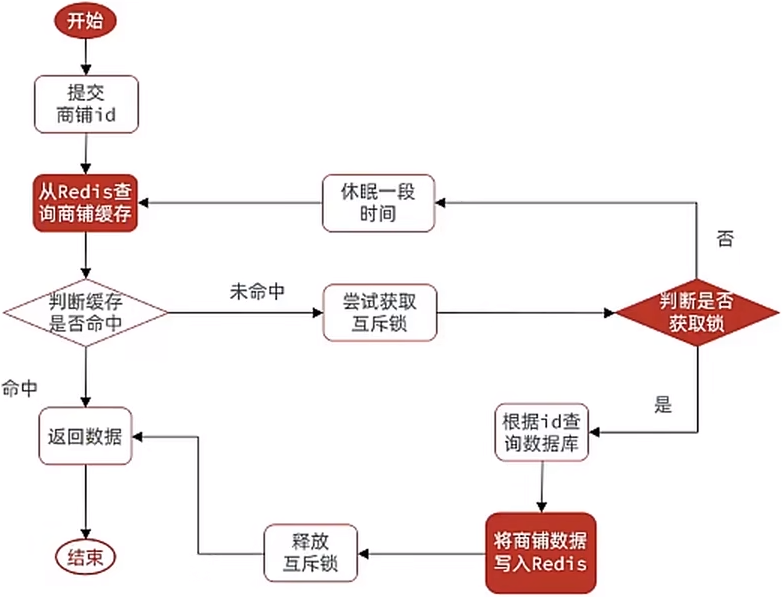 开始
提交
商铺id
从Redis查
询商铺缓存
休眠一段
时间
否
判断缓存
是否命中
未命中
尝试获取
互斥锁
判断是否
获取锁
命中
是
返回数据
根据id查
询数据库
将商铺数据
写入Redis
释放
互斥锁
结束